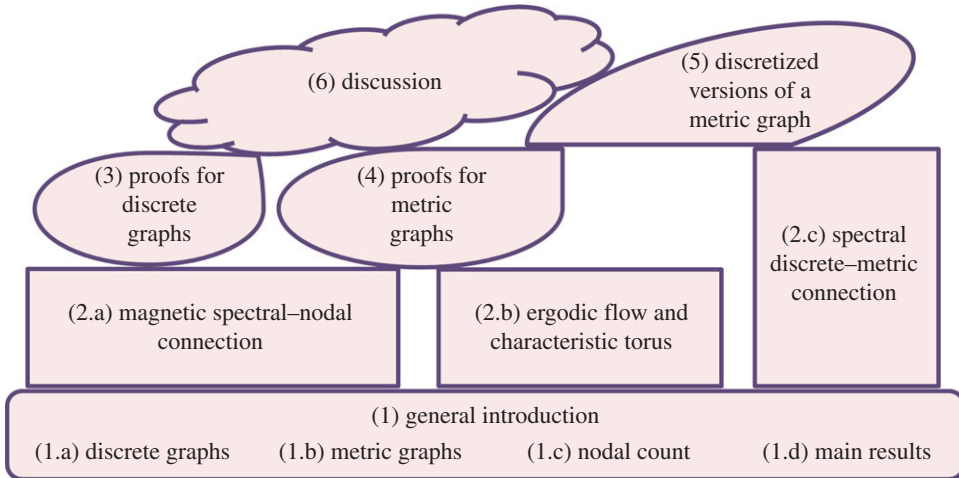 (6) discussion
(5) discretized
versions of a
metric graph
(3) proofs for
discrete
graphs
(4) proofs for
metric
graphs
(2.a) magnetic spectral–nodal
connection
(2.b) ergodic flow and
characteristic torus
(2.c) spectral
discrete–metric
connection
(1) general introduction
(1.a) discrete graphs (1.b) metric graphs (1.c) nodal count (1.d) main results